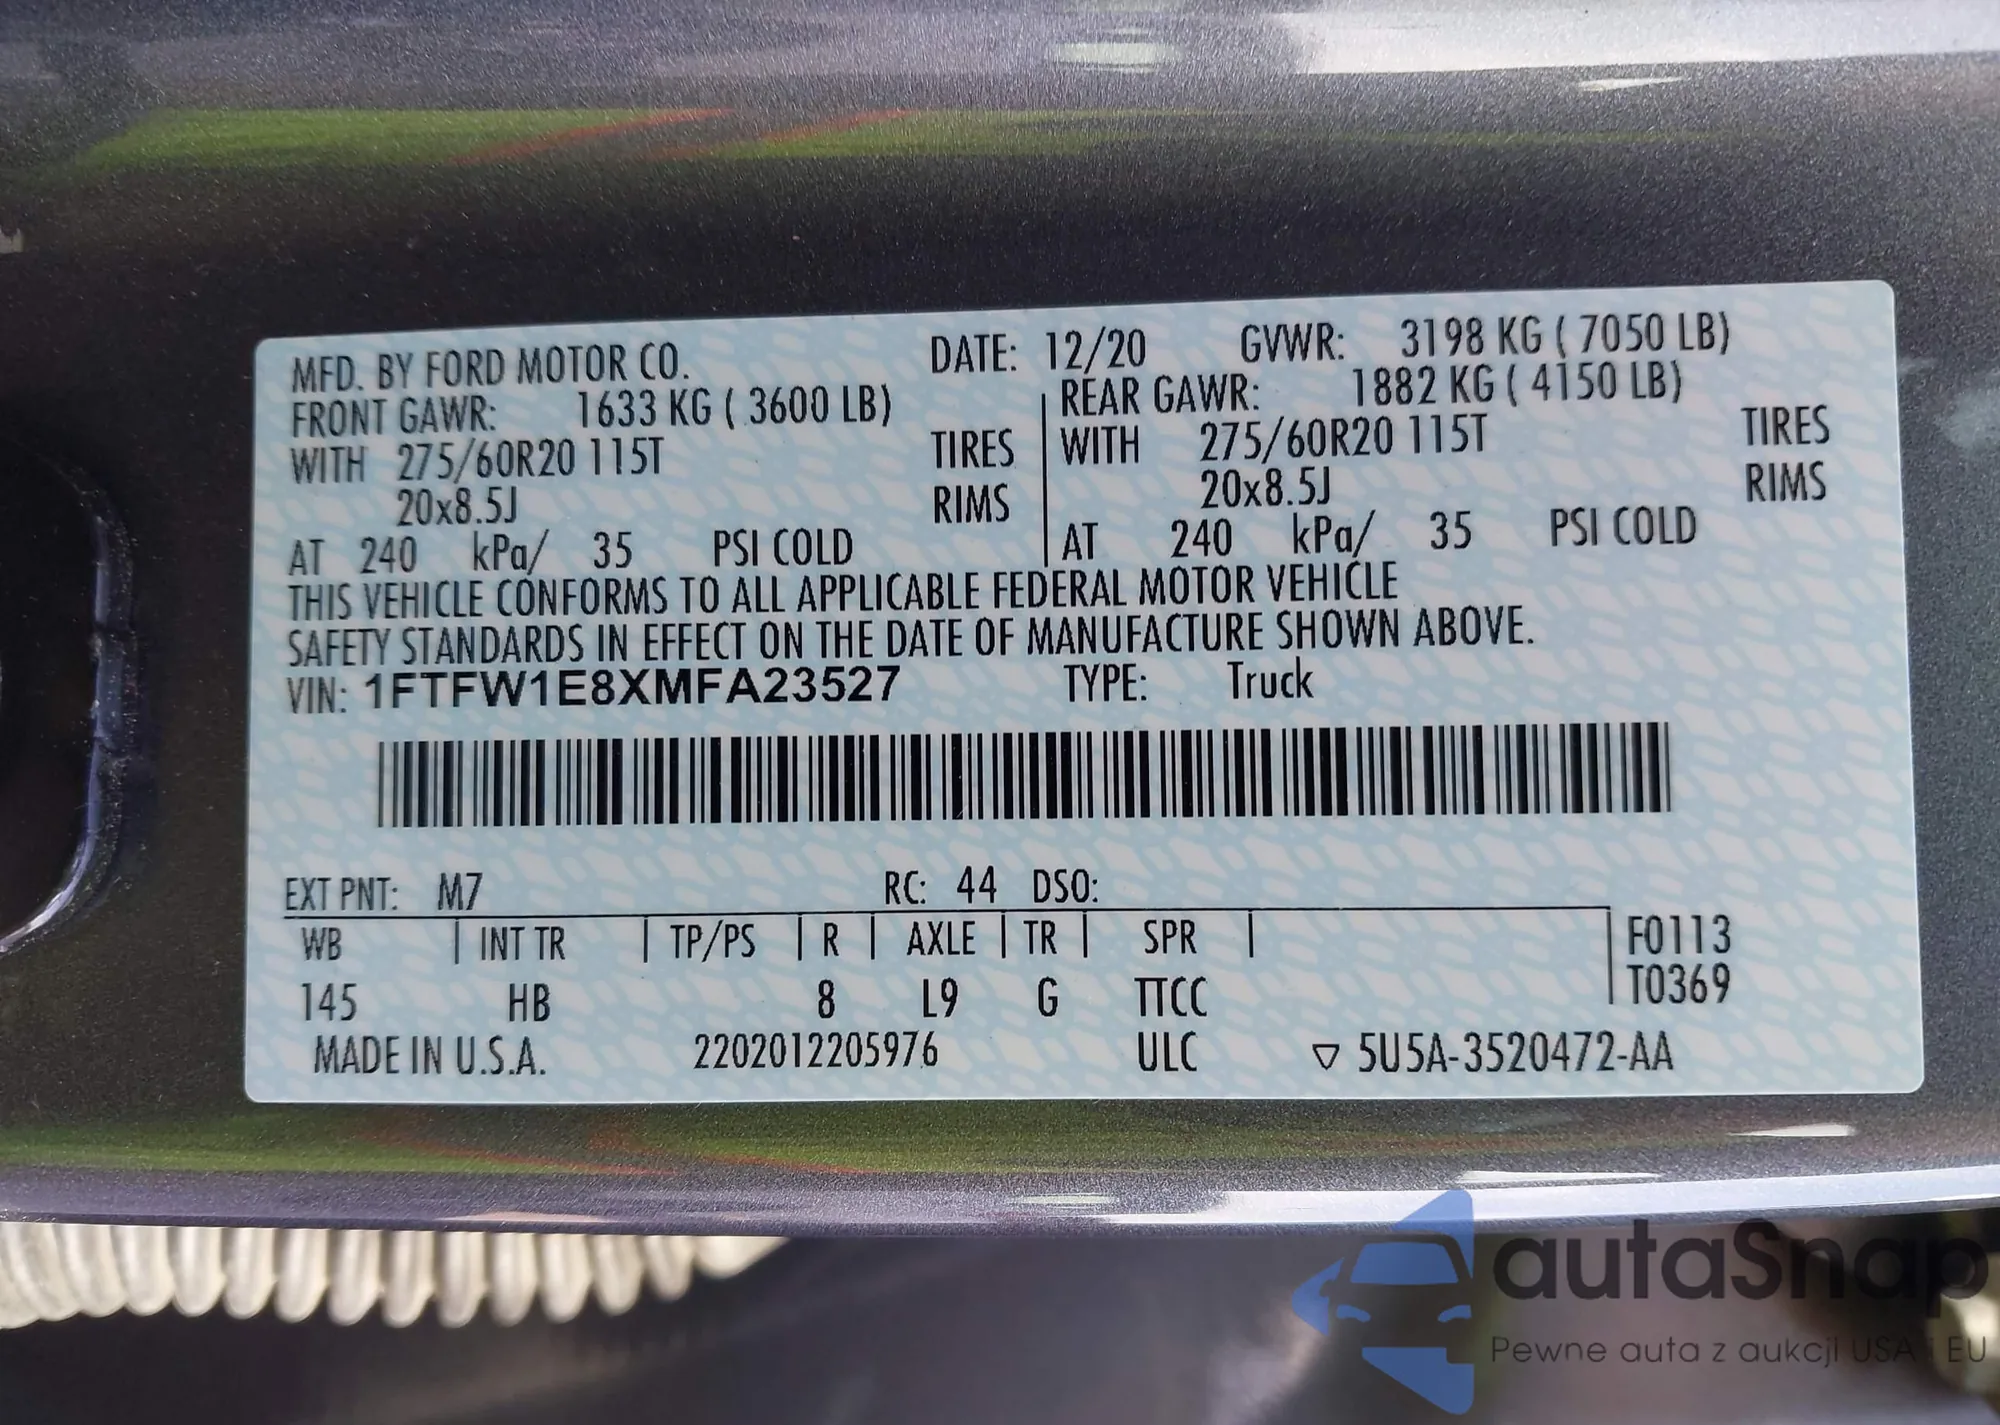 MFD. BY FORD MOTOR CO. DATE: 12/20 GVWR: 3198 KG ( 7050 LB)
FRONT GAWR: 1633 KG ( 3600 LB) REAR GAWR: 1882 KG ( 4150 LB)
WITH 275/60R20 115T TIRES WITH 275/60R20 115T TIRES
20x8.5J RIMS 20x8.5J RIMS
AT 240 kPa/ 35 PSI COLD AT 240 kPa/ 35 PSI COLD
THIS VEHICLE CONFORMS TO ALL APPLICABLE FEDERAL MOTOR VEHICLE
SAFETY STANDARDS IN EFFECT ON THE DATE OF MANUFACTURE SHOWN ABOVE.
VIN: 1FTFW1E8XMFA23527 TYPE: Truck
EXT PNT: M7 RC: 44 DSO:
WB INT TR TP/PS R AXLE TR SPR F0113
145 HB 8 L9 G TTCC T0369
MADE IN U.S.A. 2202012205976 ULC ▽ 5U5A-3520472-AA
autaSnap
Pewne auta z aukcji USA i EU